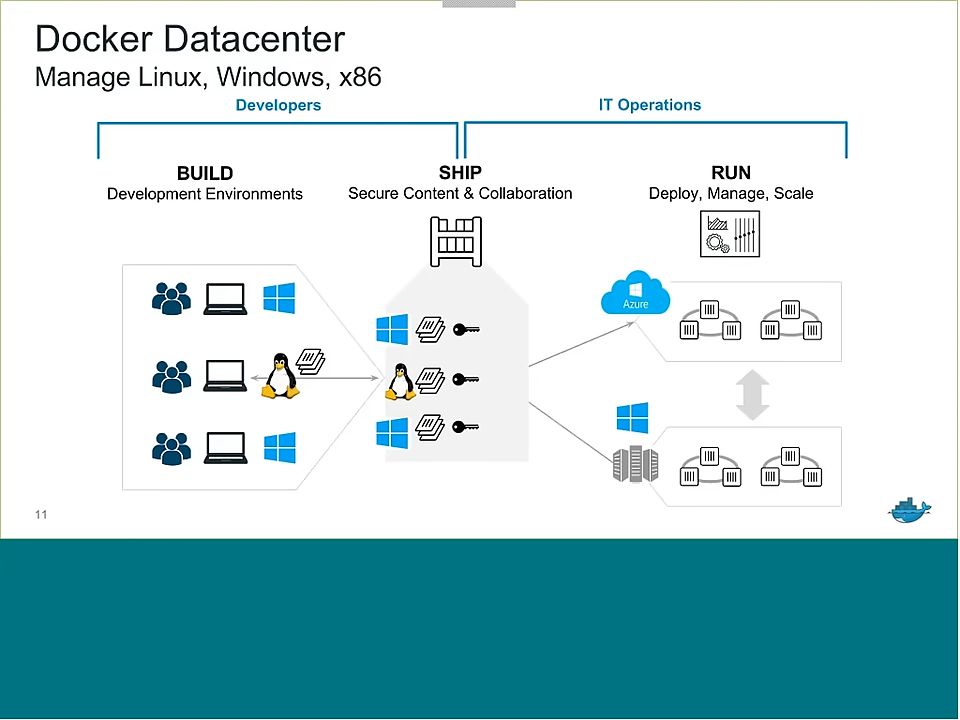 Docker Datacenter
Manage Linux, Windows, x86
Developers
IT Operations
BUILD
Development Environments
SHIP
Secure Content & Collaboration
RUN
Deploy, Manage, Scale
Azure
11